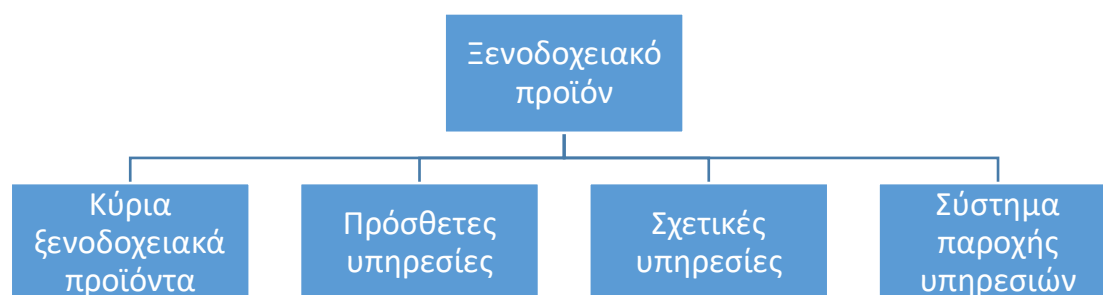 Ξενοδοχειακό
προϊόν
Κύρια
ξενοδοχειακά
προϊόντα
Πρόσθετες
υπηρεσίες
Σχετικές
υπηρεσίες
Σύστημα
παροχής
υπηρεσιών